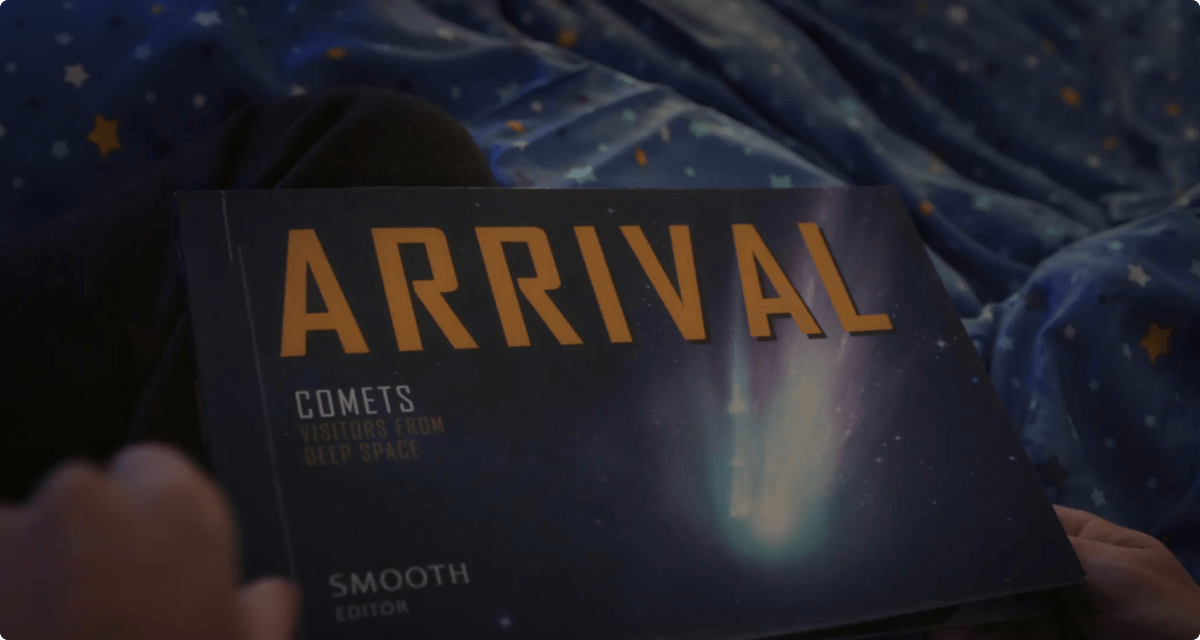 ARRIVAL
COMETS
VISITORS FROM
DEEP SPACE
SMOOTH
EDITOR